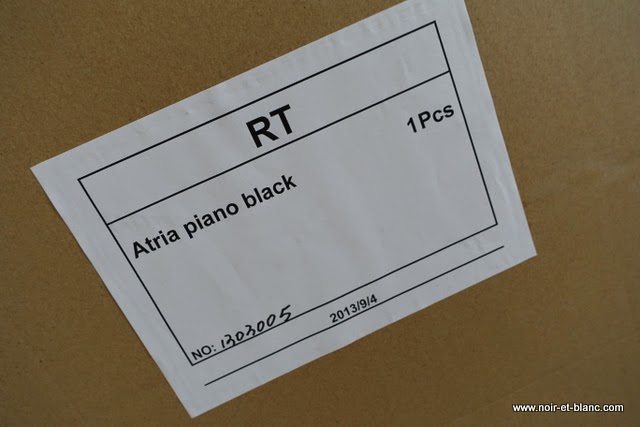 RT
1Pcs
Atria piano black
NO: 1303005
2013/9/4
www.noir-et-blanc.com